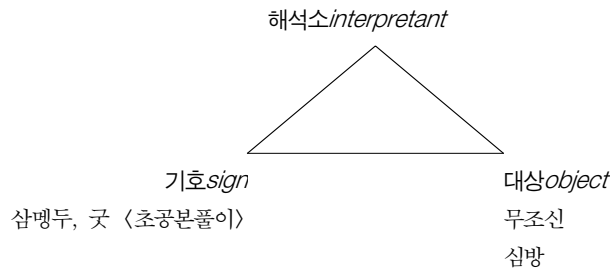 해석소interpretant
기호sign
대상object
삼멩두, 굿 〈초공본풀이〉
무조신
심방